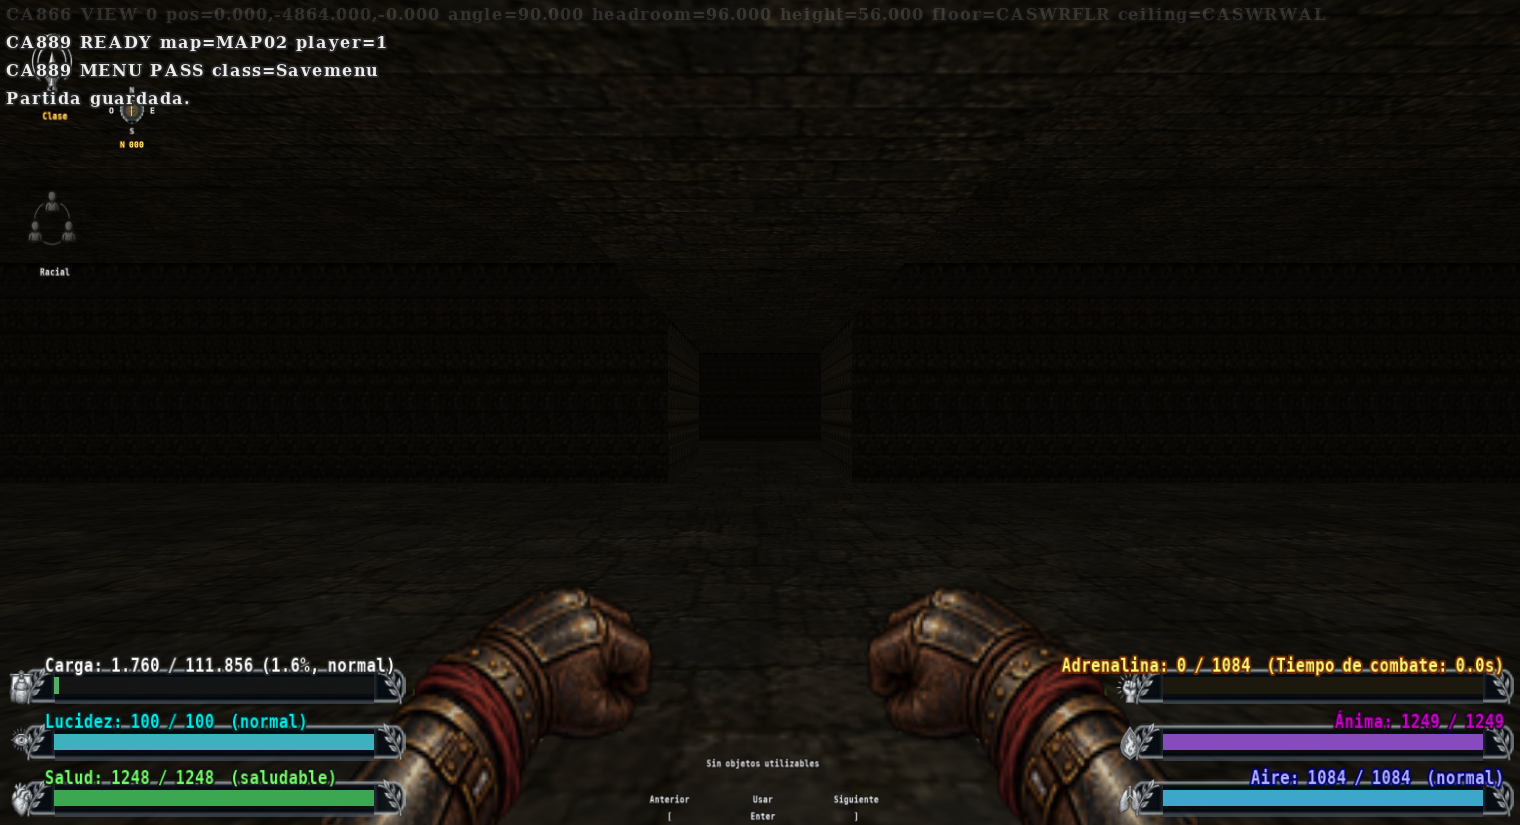 CA866 VIEW 0 pos=0.000,-4864.000,-0.000 angle=90.000 headroom=96.000 height=56.000 floor=CASWRFLR ceiling=CASWRWAL
CA889 READY map=MAP02 player=1
CA889 MENU PASS class=Savemenu
Partida guardada.
N
O E
Clase
S
N 000
Racial
Carga: 1.760 / 111.856 (1.6%, normal)
Adrenalina: 0 / 1084 (Tiempo de combate: 0.0s)
Lucidez: 100 / 100 (normal)
Ánima: 1249 / 1249
Salud: 1248 / 1248 (saludable)
Aire: 1084 / 1084 (normal)
Sin objetos utilizables
Anterior Usar Siguiente
[ Enter ]